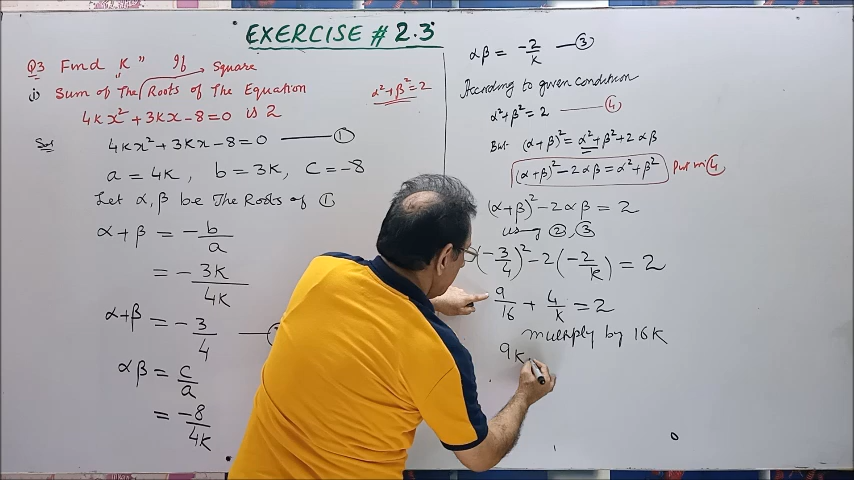 EXERCISE # 2.3
Q3 Find "K" If
i) Sum of The Square Roots of The Equation
4Kx² + 3Kx - 8 = 0 is 2
α² + β² = 2
Sol
4Kx² + 3Kx - 8 = 0 —— ①
a = 4K , b = 3K, C = -8
Let α, β be The Roots of ①
α + β = - b/a
= - 3K/4K
α + β = - 3/4
αβ = c/a
= -8/4K
αβ = -2/K —③
According to given condition
α² + β² = 2 —— ④
But (α + β)² = α² + β² + 2αβ
(α + β)² - 2αβ = α² + β² Put in ④
(α + β)² - 2αβ = 2
using ②, ③
(- 3/4)² - 2(- 2/K) = 2
9/16 + 4/K = 2
multiply by 16K
9K